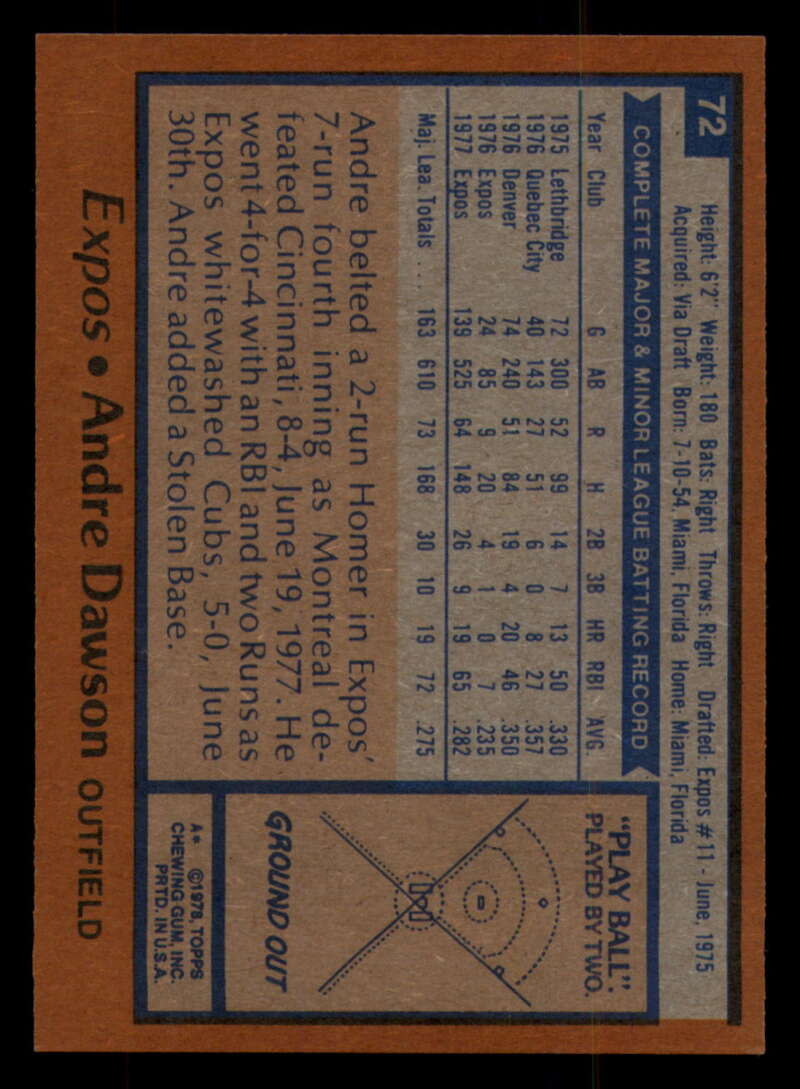 72
Height: 6'2" Weight: 180 Bats: Right Throws: Right Drafted: Expos #11 - June, 1975
Acquired: Via Draft Born: 7-10-54, Miami, Florida Home: Miami, Florida
COMPLETE MAJOR & MINOR LEAGUE BATTING RECORD
Year Club G AB R H 2B 3B HR RBI AVG.
1975 Lethbridge 72 300 52 99 14 7 13 50 .330
1976 Quebec City 40 143 27 51 6 0 8 27 .357
1976 Denver 74 240 51 84 19 4 20 46 .350
1976 Expos 24 85 9 20 4 1 0 7 .235
1977 Expos 139 525 64 148 26 9 19 65 .282
Maj. Lea. Totals .... 163 610 73 168 30 10 19 72 .275
Andre belted a 2-run Homer in Expos'
7-run fourth inning as Montreal de-
feated Cincinnati, 8-4, June 19, 1977. He
went 4-for-4 with an RBI and two Runs as
Expos whitewashed Cubs, 5-0, June
30th. Andre added a Stolen Base.
"PLAY BALL":
PLAYED BY TWO.
GROUND OUT
A* ©1978, TOPPS
CHEWING GUM, INC.
PRTD. IN U.S.A.
Expos • Andre Dawson OUTFIELD